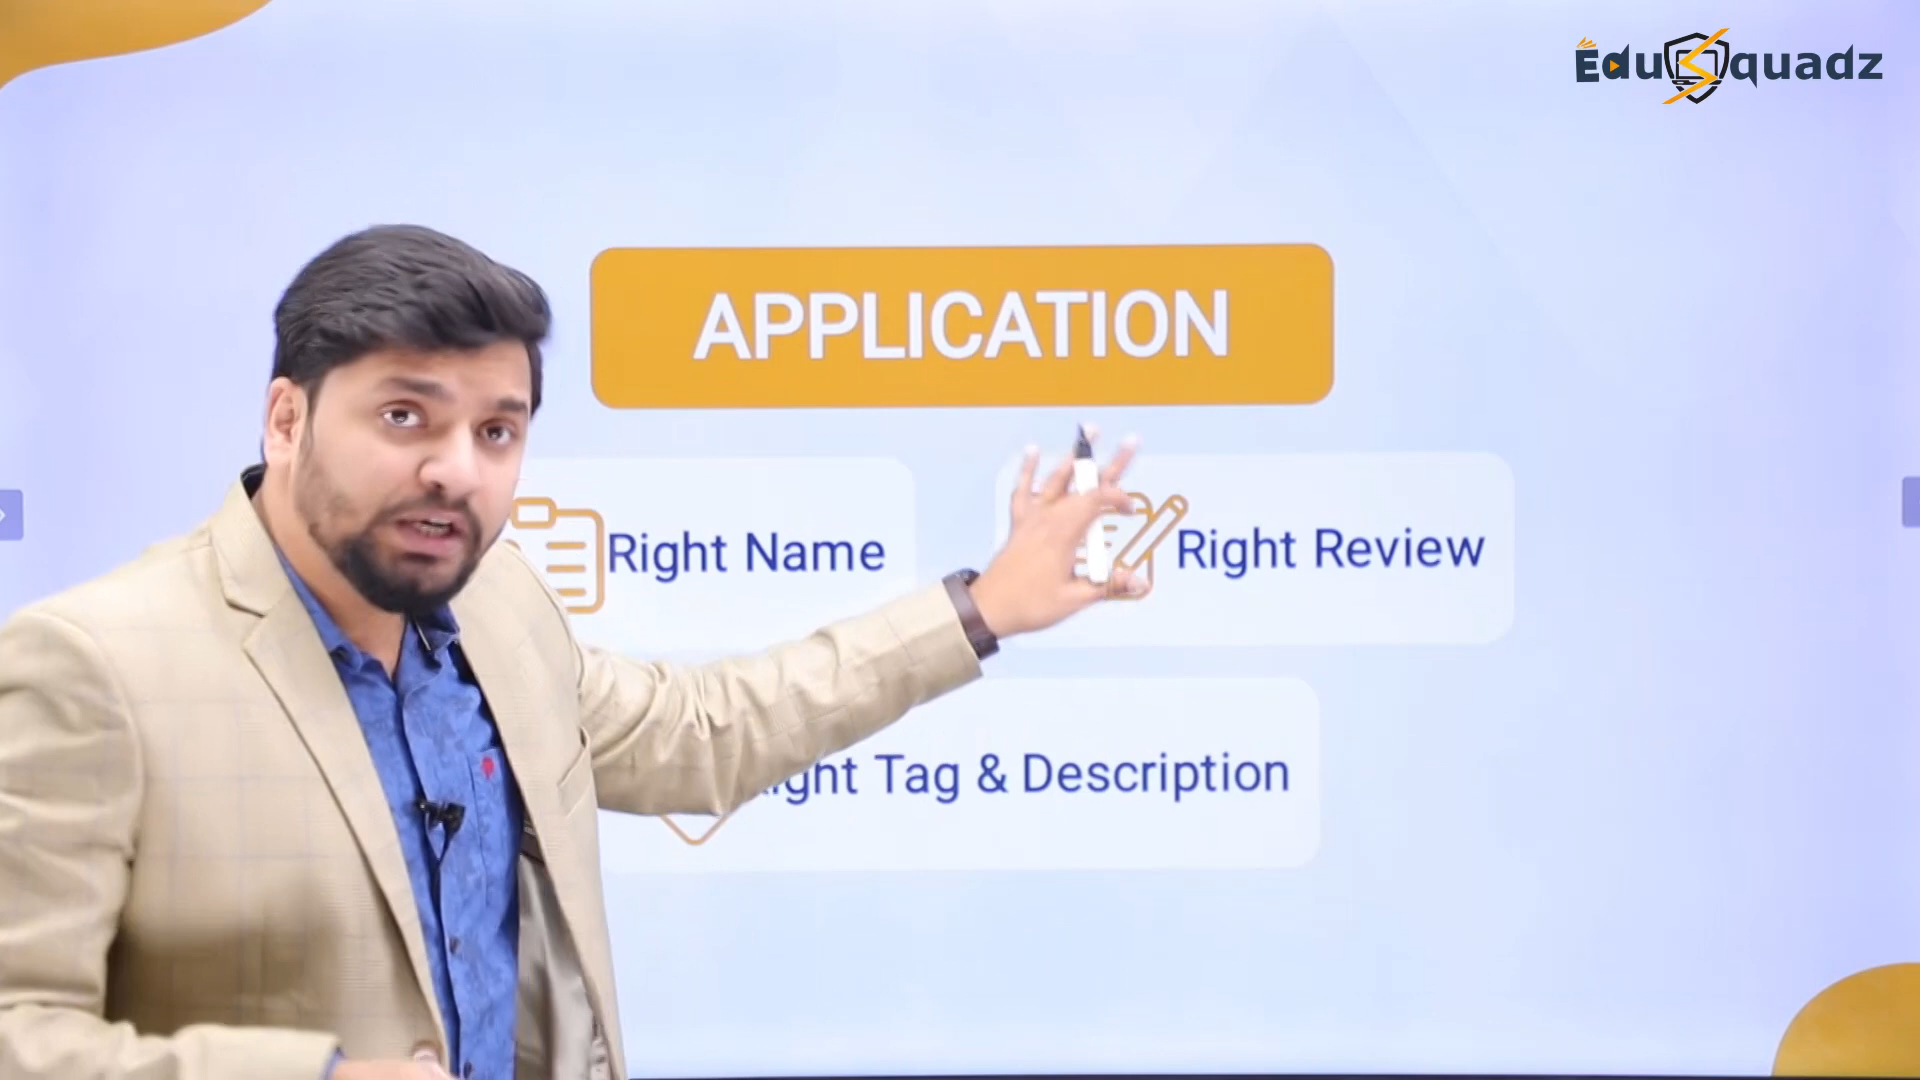 EduSquadz
APPLICATION
Right Name
Right Review
Tag & Description